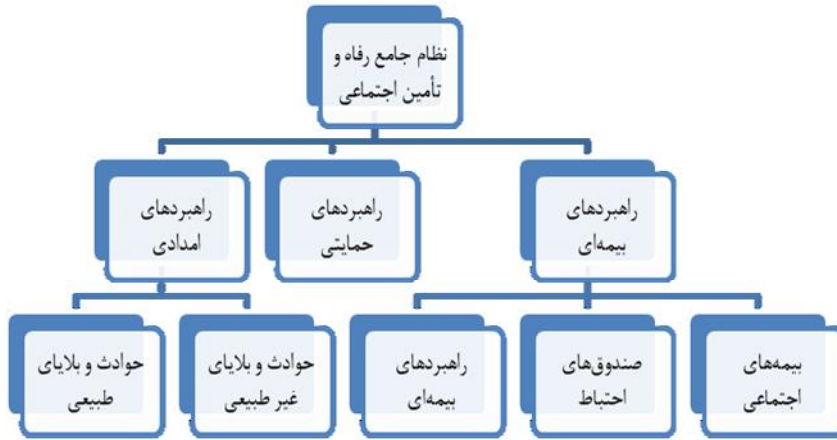 نظام جامع رفاه و
تأمین اجتماعی
راهبردهای
بیمه‌ای
راهبردهای
حمایتی
راهبردهای
امدادی
بیمه‌های
اجتماعی
صندوق‌های
احتباط
راهبردهای
بیمه‌ای
حوادث و بلایای
غیر طبیعی
حوادث و بلایای
طبیعی